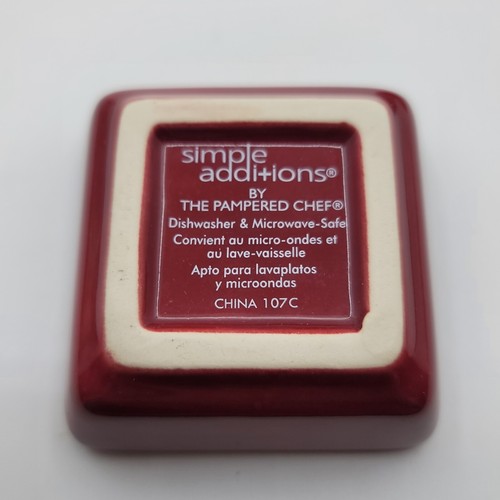 simple
additions®
BY
THE PAMPERED CHEF®
Dishwasher & Microwave-Safe
Convient au micro-ondes et
au lave-vaisselle
Apto para lavaplatos
y microondas
CHINA 107C